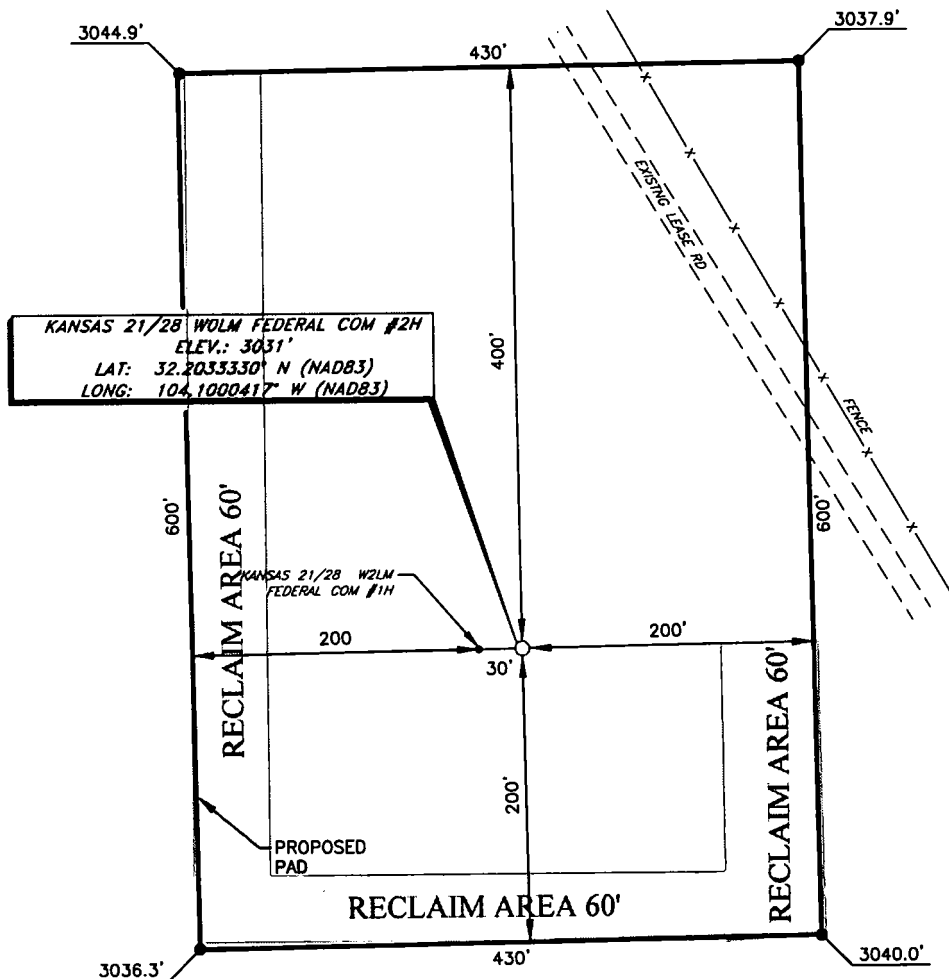 3044.9'
3037.9'
430'
EXISTNG LEASE RD
400'
KANSAS 21/28 WOLM FEDERAL COM #2H
ELEV.: 3031'
LAT: 32.2033330° N (NAD83)
LONG: 104.1000417° W (NAD83)
FENCE
600'
600'
RECLAIM AREA 60'
KANSAS 21/28 W2LM
FEDERAL COM #1H
200
200'
30'
RECLAIM AREA 60'
200'
PROPOSED
PAD
RECLAIM AREA 60'
430'
3036.3'
3040.0'